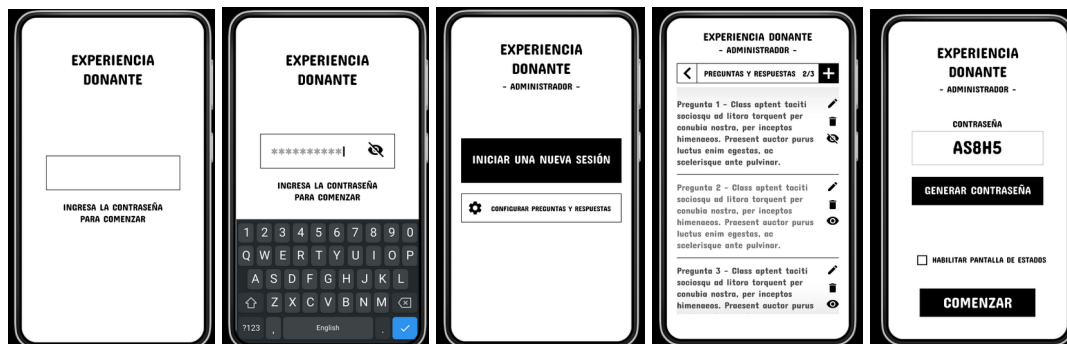 EXPERIENCIA
DONANTE
INGRESA LA CONTRASEÑA
PARA COMENZAR
EXPERIENCIA
DONANTE
**********
INGRESA LA CONTRASEÑA
PARA COMENZAR
1 2 3 4 5 6 7 8 9 0
Q W E R T Y U I O P
A S D F G H J K L
Z X C V B N M
?123 , English .
EXPERIENCIA
DONANTE
- ADMINISTRADOR -
INICIAR UNA NUEVA SESIÓN
CONFIGURAR PREGUNTAS Y RESPUESTAS
EXPERIENCIA DONANTE
- ADMINISTRADOR -
PREGUNTAS Y RESPUESTAS 2/3
Pregunta 1 - Class aptent taciti
sociosqu ad litora torquent per
conubia nostra, per inceptos
himenaeos. Praesent auctor purus
luctus enim egestas, ac
scelerisque ante pulvinar.
Pregunta 2 - Class aptent taciti
sociosqu ad litora torquent per
conubia nostra, per inceptos
himenaeos. Praesent auctor purus
luctus enim egestas, ac
scelerisque ante pulvinar.
Pregunta 3 - Class aptent taciti
sociosqu ad litora torquent per
conubia nostra, per inceptos
himenaeos. Praesent auctor purus
EXPERIENCIA
DONANTE
- ADMINISTRADOR -
CONTRASEÑA
AS8H5
GENERAR CONTRASEÑA
HABILITAR PANTALLA DE ESTADOS
COMENZAR